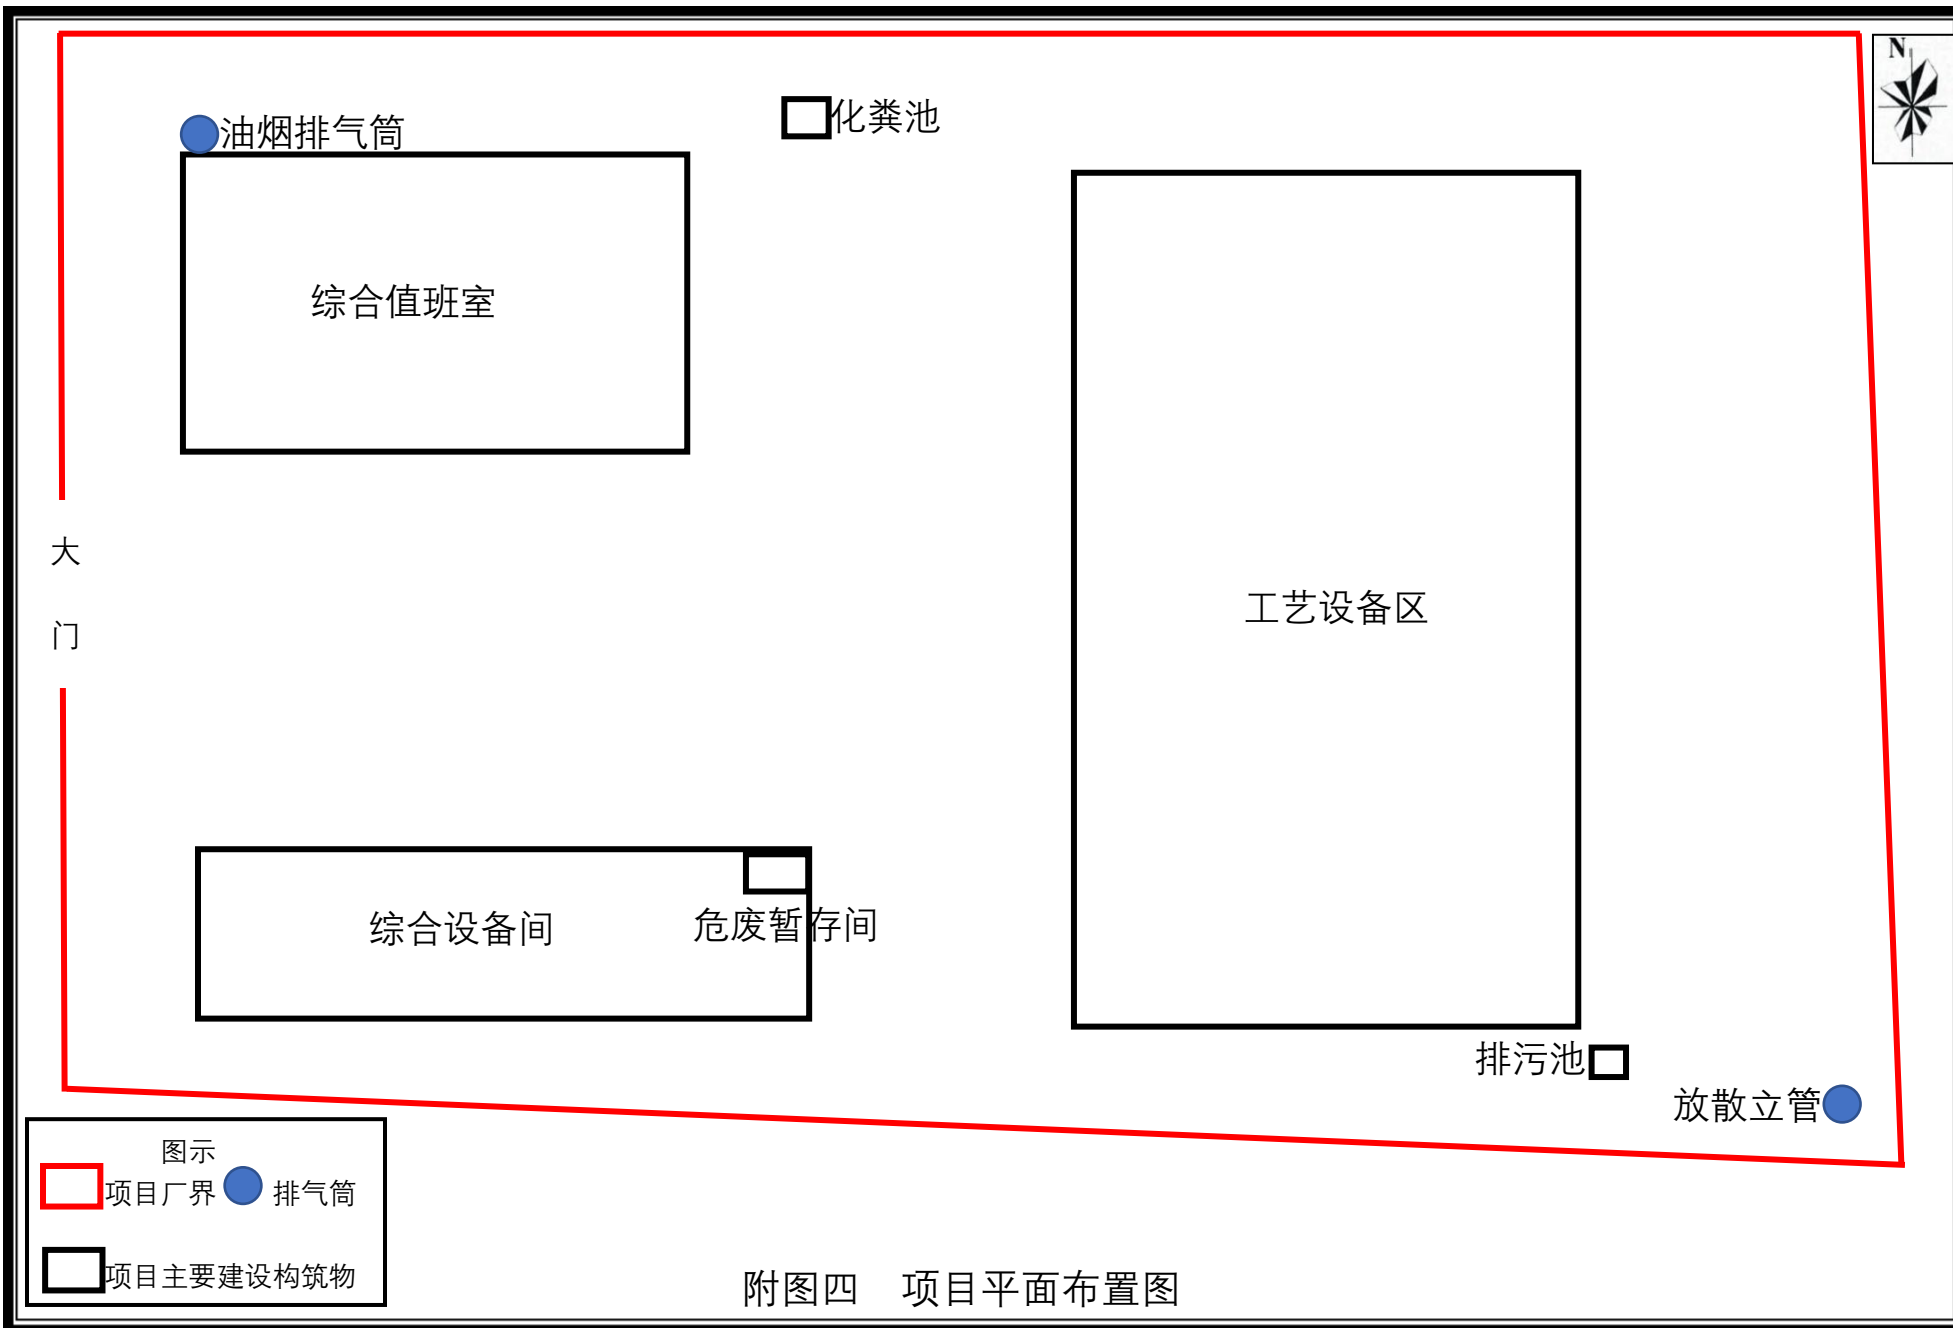 N
化粪池
油烟排气筒
综合值班室
大
门
工艺设备区
综合设备间
危废暂存间
排污池
放散立管
图示
项目厂界 排气筒
项目主要建设构筑物
附图四 项目平面布置图